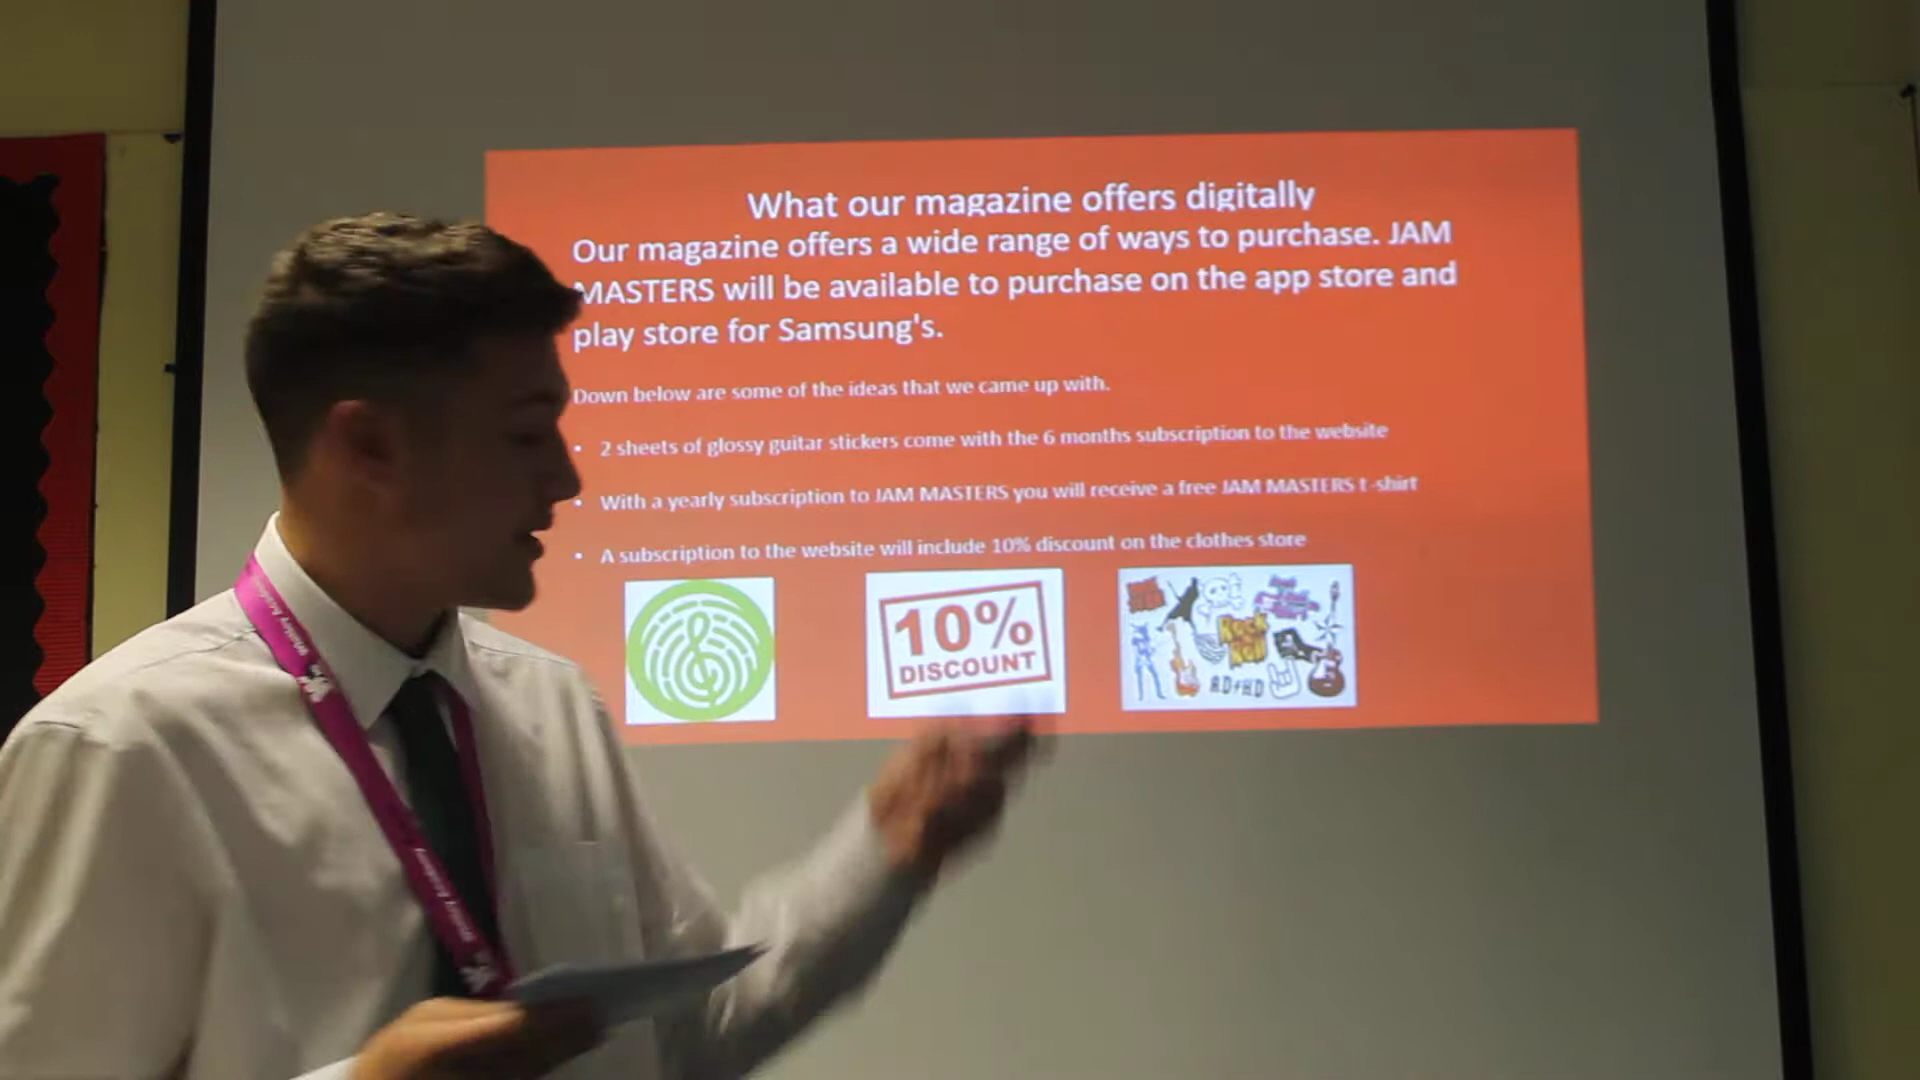 What our magazine offers digitally
Our magazine offers a wide range of ways to purchase. JAM
MASTERS will be available to purchase on the app store and
play store for Samsung's.
Down below are some of the ideas that we came up with.
• 2 sheets of glossy guitar stickers come with the 6 months subscription to the website
• With a yearly subscription to JAM MASTERS you will receive a free JAM MASTERS t-shirt
• A subscription to the website will include 10% discount on the clothes store
10%
DISCOUNT
Rock
Roll